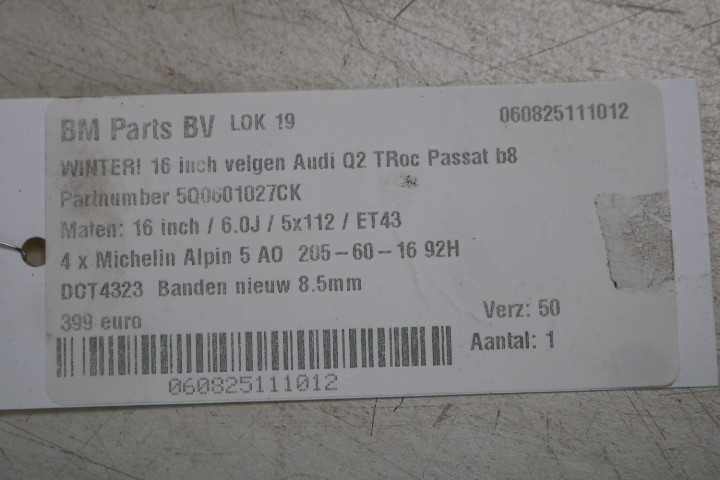 BM Parts BV LOK 19 060825111012
WINTER! 16 inch velgen Audi Q2 TRoc Passat b8
Partnumber 5Q0601027CK
Maten: 16 inch / 6.0J / 5x112 / ET43
4 x Michelin Alpin 5 AO 205-60-16 92H
DOT4323 Banden nieuw 8.5mm
399 euro Verz: 50
Aantal: 1
060825111012